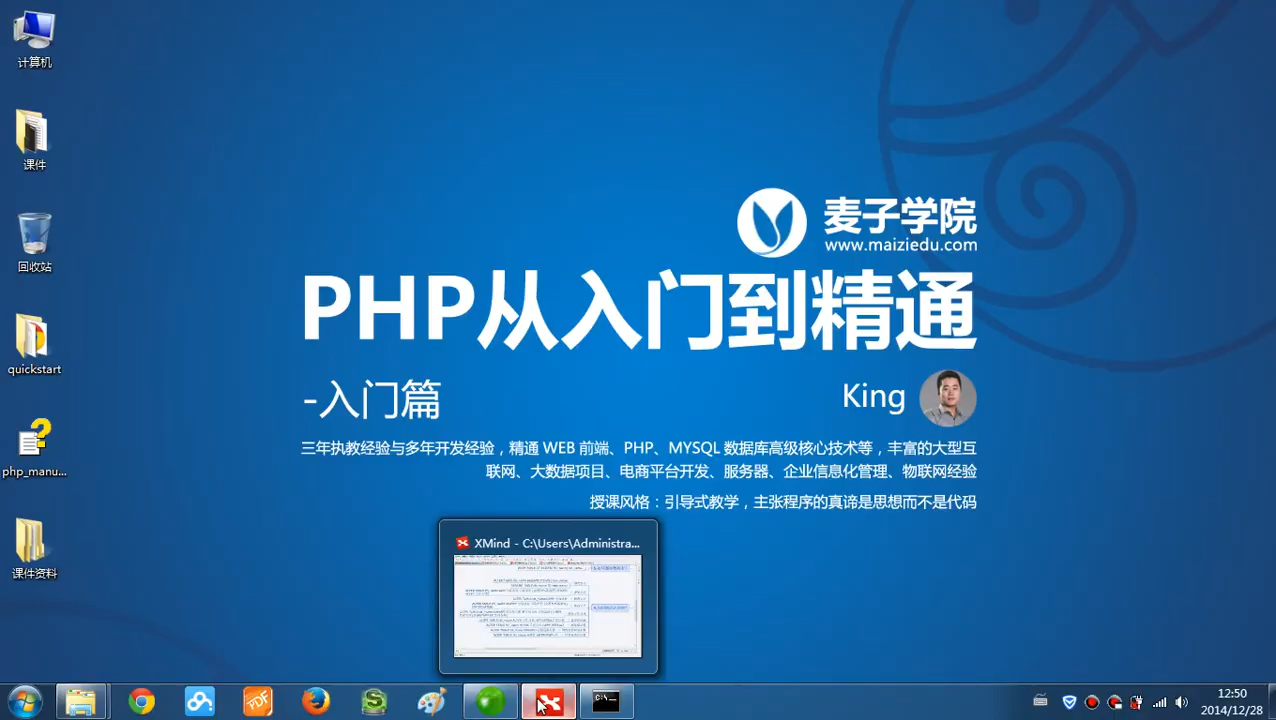 计算机
课件
回收站
quickstart
php_manu...
课件资料
麦子学院
www.maiziedu.com
PHP从入门到精通
-入门篇
King
三年执教经验与多年开发经验，精通 WEB 前端、PHP、MYSQL 数据库高级核心技术等，丰富的大型互
联网、大数据项目、电商平台开发、服务器、企业信息化管理、物联网经验
授课风格：引导式教学，主张程序的真谛是思想而不是代码
XMind - C:\Users\Administra...
PDF
C:\_
12:50
2014/12/28